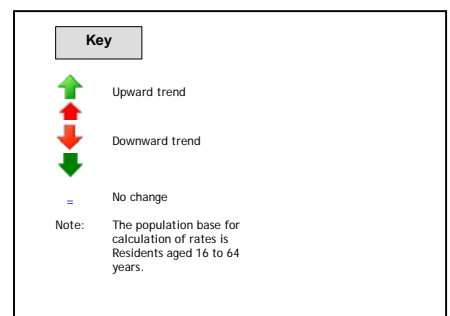 Key
Upward trend
Downward trend
= No change
Note: The population base for
calculation of rates is
Residents aged 16 to 64
years.